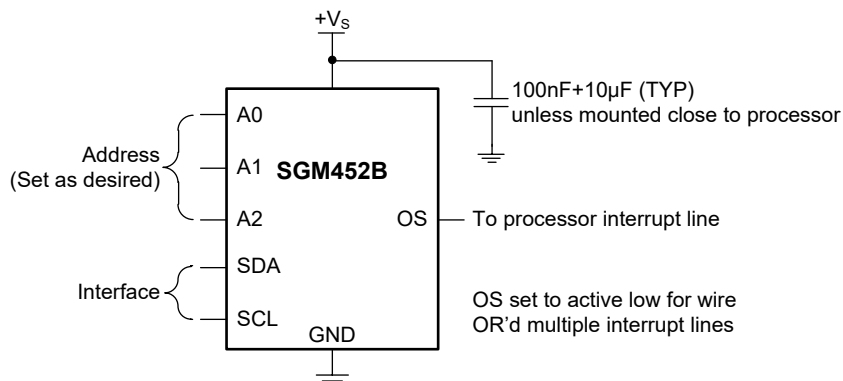 +VS
100nF+10μF (TYP)
unless mounted close to processor
A0
Address
(Set as desired)
A1
SGM452B
A2
OS
To processor interrupt line
SDA
Interface
SCL
OS set to active low for wire
OR'd multiple interrupt lines
GND